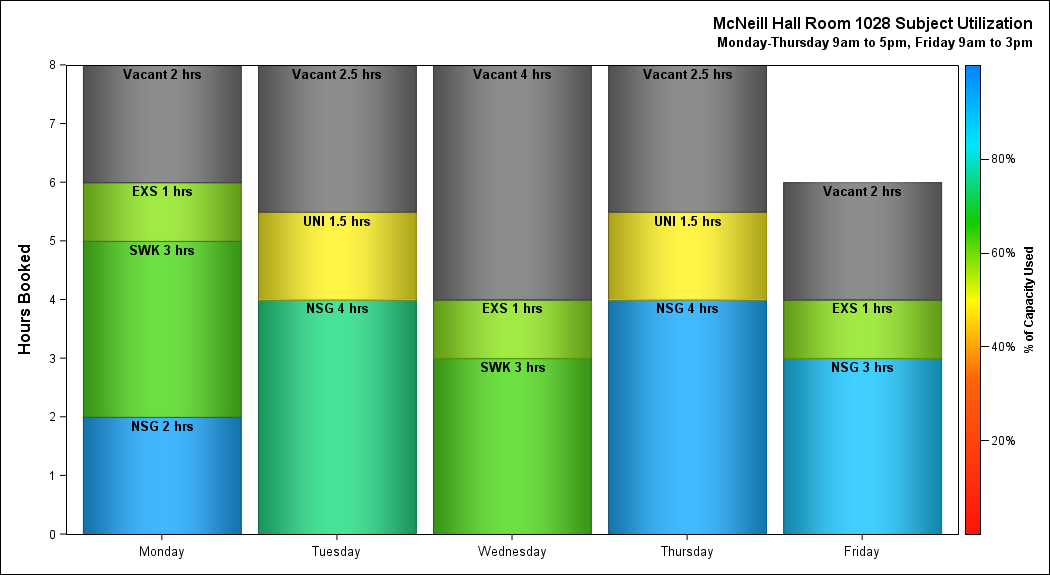 McNeill Hall Room 1028 Subject Utilization
Monday-Thursday 9am to 5pm, Friday 9am to 3pm
Hours Booked
8
7
6
5
4
3
2
1
0
Vacant 2 hrs
EXS 1 hrs
SWK 3 hrs
NSG 2 hrs
Vacant 2.5 hrs
UNI 1.5 hrs
NSG 4 hrs
Vacant 4 hrs
EXS 1 hrs
SWK 3 hrs
Vacant 2.5 hrs
UNI 1.5 hrs
NSG 4 hrs
Vacant 2 hrs
EXS 1 hrs
NSG 3 hrs
Monday
Tuesday
Wednesday
Thursday
Friday
80%
60%
40%
20%
% of Capacity Used